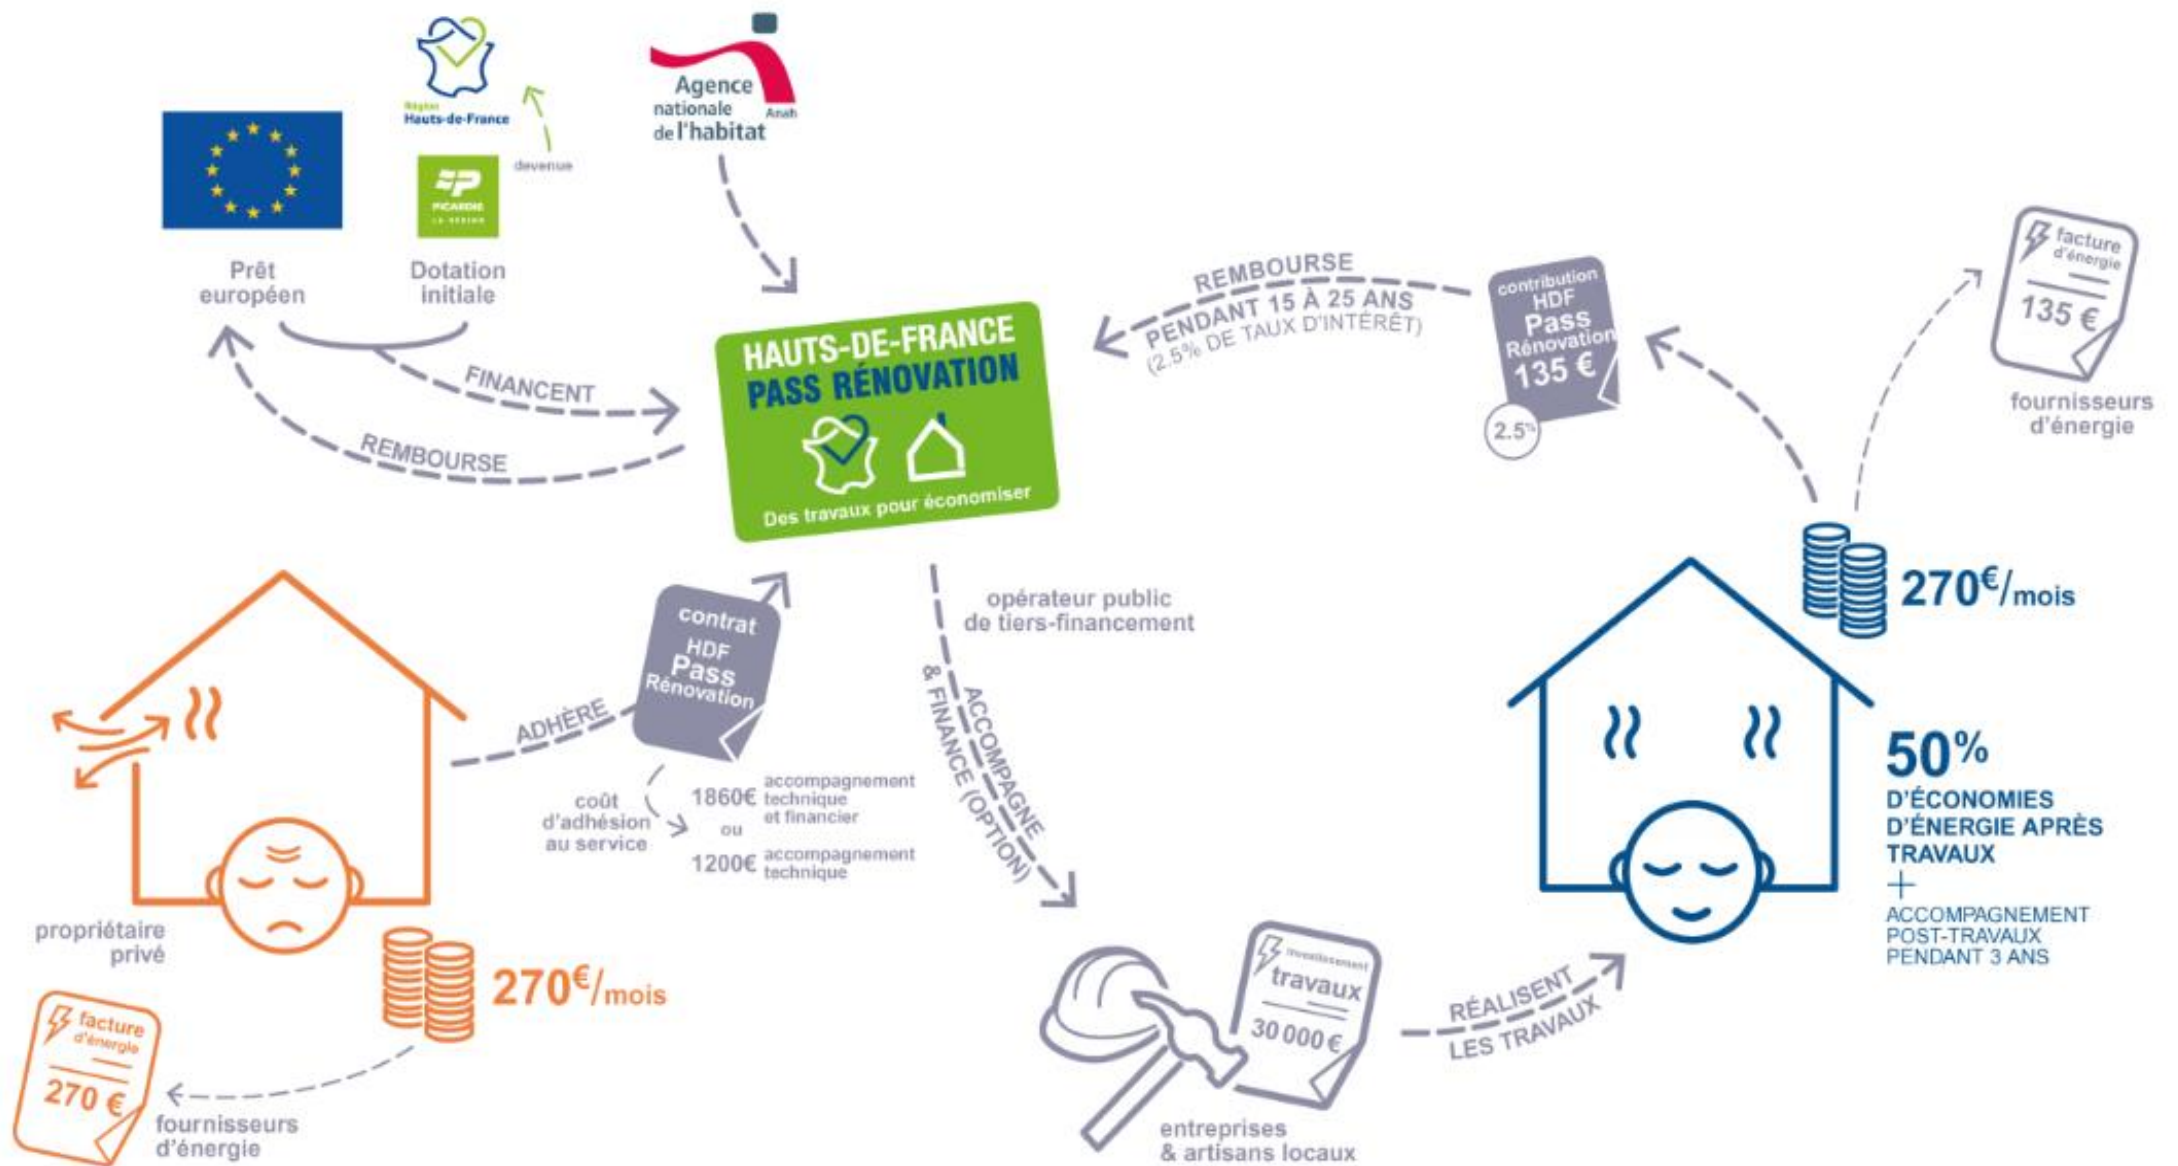 Région
Hauts-de-France
devenue
PICARDIE
LA RÉGION
Agence
nationale
de l'habitat
Anah
Prêt
européen
Dotation
initiale
FINANCENT
REMBOURSE
HAUTS-DE-FRANCE
PASS RÉNOVATION
Des travaux pour économiser
REMBOURSE
PENDANT 15 À 25 ANS
(2.5% DE TAUX D'INTÉRÊT)
contribution
HDF
Pass
Rénovation
135 €
2.5%
facture
d'énergie
135 €
fournisseurs
d'énergie
opérateur public
de tiers-financement
ADHÈRE
contrat
HDF
Pass
Rénovation
coût
d'adhésion
au service
1860€ accompagnement
technique
et financier
ou
1200€ accompagnement
technique
ACCOMPAGNE
& FINANCE (OPTION)
propriétaire
privé
270€/mois
facture
d'énergie
270 €
fournisseurs
d'énergie
investissement
travaux
30 000 €
entreprises
& artisans locaux
RÉALISENT
LES TRAVAUX
270€/mois
50%
D'ÉCONOMIES
D'ÉNERGIE APRÈS
TRAVAUX
+
ACCOMPAGNEMENT
POST-TRAVAUX
PENDANT 3 ANS